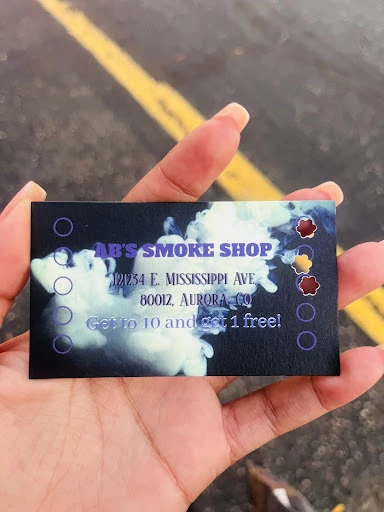 AB'S SMOKE SHOP
121234 E. MISSISSIPPI AVE
80012, AURORA, CO
Get to 10 and get 1 free!